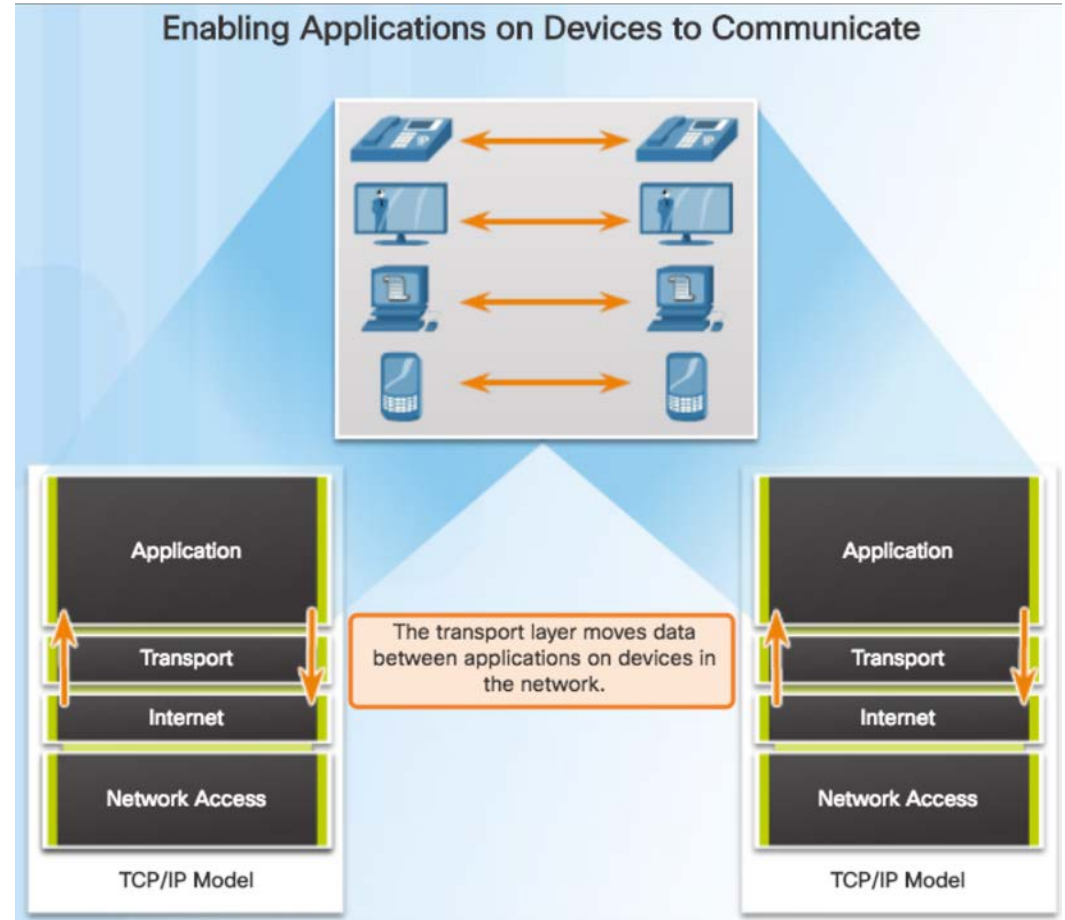 Enabling Applications on Devices to Communicate
Application
Transport
Internet
Network Access
TCP/IP Model
The transport layer moves data
between applications on devices in
the network.
Application
Transport
Internet
Network Access
TCP/IP Model